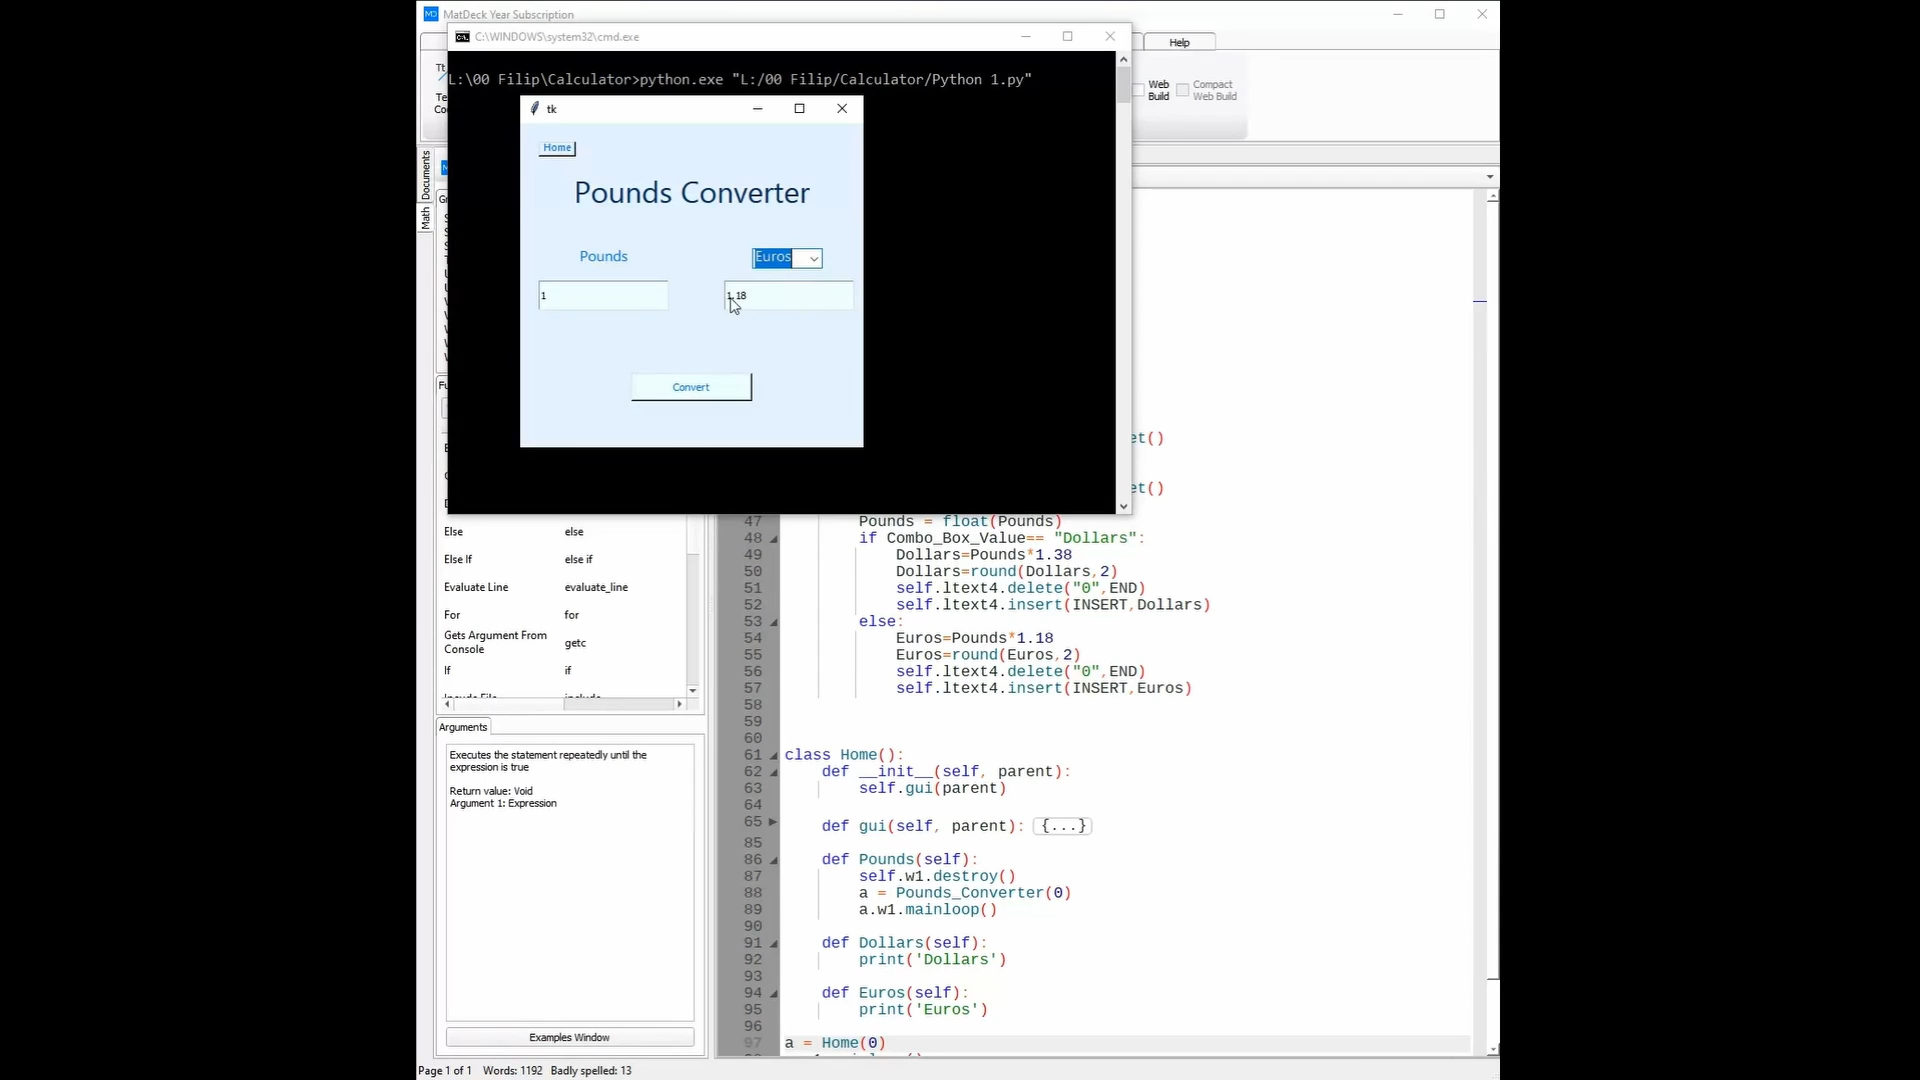 MatDeck Year Subscription
C:\WINDOWS\system32\cmd.exe
Help
L:\00 Filip\Calculator>python.exe "L:/00 Filip/Calculator/Python 1.py"
Web Build
Compact Web Build
tk
Home
Pounds Converter
Pounds
Euros
1
1.18
Convert
Documents
Math
et()
et()
47 Pounds = float(Pounds)
48 if Combo_Box_Value== "Dollars":
49 Dollars=Pounds*1.38
50 Dollars=round(Dollars,2)
51 self.ltext4.delete("0",END)
52 self.ltext4.insert(INSERT,Dollars)
53 else:
54 Euros=Pounds*1.18
55 Euros=round(Euros,2)
56 self.ltext4.delete("0",END)
57 self.ltext4.insert(INSERT,Euros)
58
59
60
61 class Home():
62 def __init__(self, parent):
63 self.gui(parent)
64
65 def gui(self, parent): {...}
85
86 def Pounds(self):
87 self.w1.destroy()
88 a = Pounds_Converter(0)
89 a.w1.mainloop()
90
91 def Dollars(self):
92 print('Dollars')
93
94 def Euros(self):
95 print('Euros')
96
97 a = Home(0)
Else else
Else If else if
Evaluate Line evaluate_line
For for
Gets Argument From
Console getc
If if
Arguments
Executes the statement repeatedly until the
expression is true
Return value: Void
Argument 1: Expression
Examples Window
Page 1 of 1 Words: 1192 Badly spelled: 13